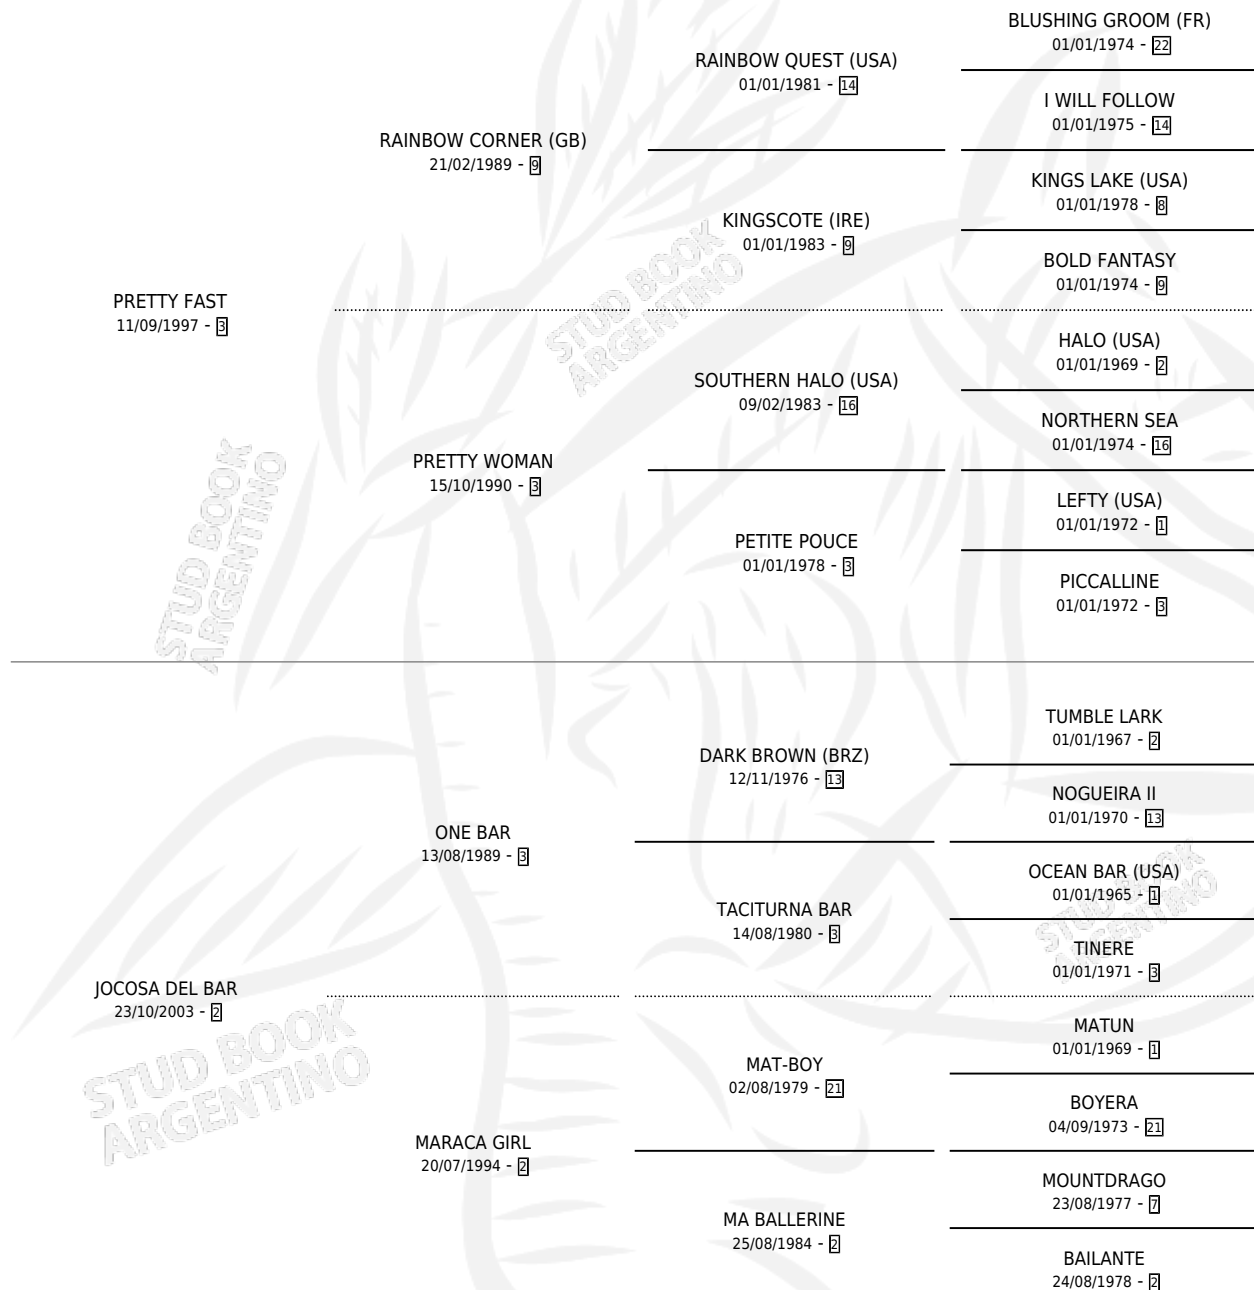 BLUSHING GROOM (FR)
01/01/1974 - 22
RAINBOW QUEST (USA)
01/01/1981 - 14
I WILL FOLLOW
01/01/1975 - 14
RAINBOW CORNER (GB)
21/02/1989 - 9
KINGS LAKE (USA)
01/01/1978 - 8
KINGSCOTE (IRE)
01/01/1983 - 9
BOLD FANTASY
01/01/1974 - 9
PRETTY FAST
11/09/1997 - 3
HALO (USA)
01/01/1969 - 2
SOUTHERN HALO (USA)
09/02/1983 - 16
NORTHERN SEA
01/01/1974 - 16
PRETTY WOMAN
15/10/1990 - 3
LEFTY (USA)
01/01/1972 - 1
PETITE POUCE
01/01/1978 - 3
PICCALLINE
01/01/1972 - 3
TUMBLE LARK
01/01/1967 - 2
DARK BROWN (BRZ)
12/11/1976 - 13
NOGUEIRA II
01/01/1970 - 13
ONE BAR
13/08/1989 - 3
OCEAN BAR (USA)
01/01/1965 - 1
TACITURNA BAR
14/08/1980 - 3
TINERE
01/01/1971 - 3
JOCOSA DEL BAR
23/10/2003 - 2
MATUN
01/01/1969 - 1
MAT-BOY
02/08/1979 - 21
BOYERA
04/09/1973 - 21
MARACA GIRL
20/07/1994 - 2
MOUNTDRAGO
23/08/1977 - 7
MA BALLERINE
25/08/1984 - 2
BAILANTE
24/08/1978 - 2
STUD BOOK
ARGENTINO
STUD BOOK
ARGENTINO
STUD BOOK
ARGENTINO
STUD BOOK
ARGENTINO